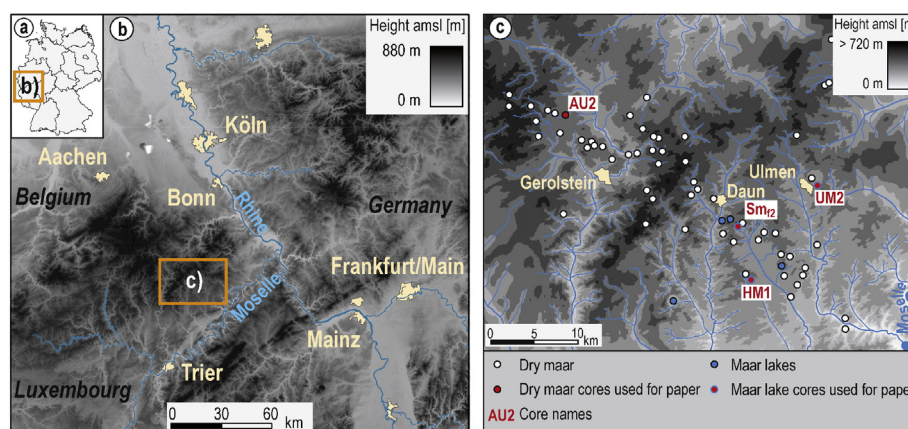 a
b)
b
Height amsl [m]
880 m
0 m
Köln
Aachen
Belgium
Bonn
Rhine
Germany
c)
Moselle
Frankfurt/Main
Mainz
Trier
Luxembourg
0 30 60
km
c
Height amsl [m]
> 720 m
0 m
AU2
Gerolstein
Ulmen
Daun
UM2
Smf2
HM1
Moselle
0 5 10
km
Dry maar
Maar lakes
Dry maar cores used for paper
Maar lake cores used for pape
AU2 Core names